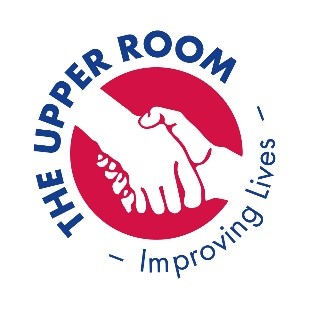 THE UPPER ROOM
– Improving Lives –